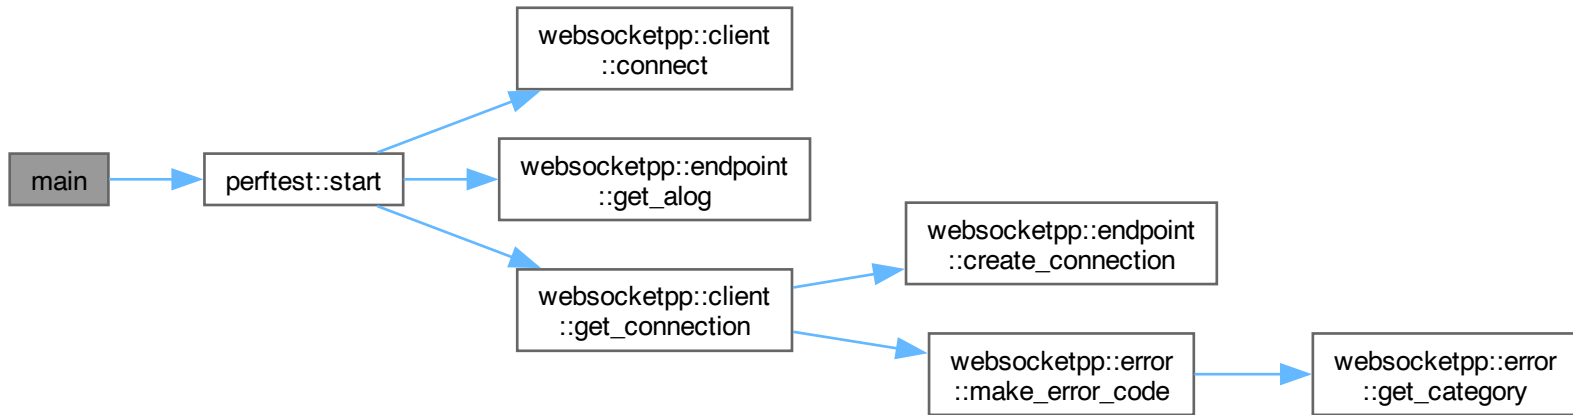 main
perftest::start
websocketpp::client
::connect
websocketpp::endpoint
::get_alog
websocketpp::client
::get_connection
websocketpp::endpoint
::create_connection
websocketpp::error
::make_error_code
websocketpp::error
::get_category